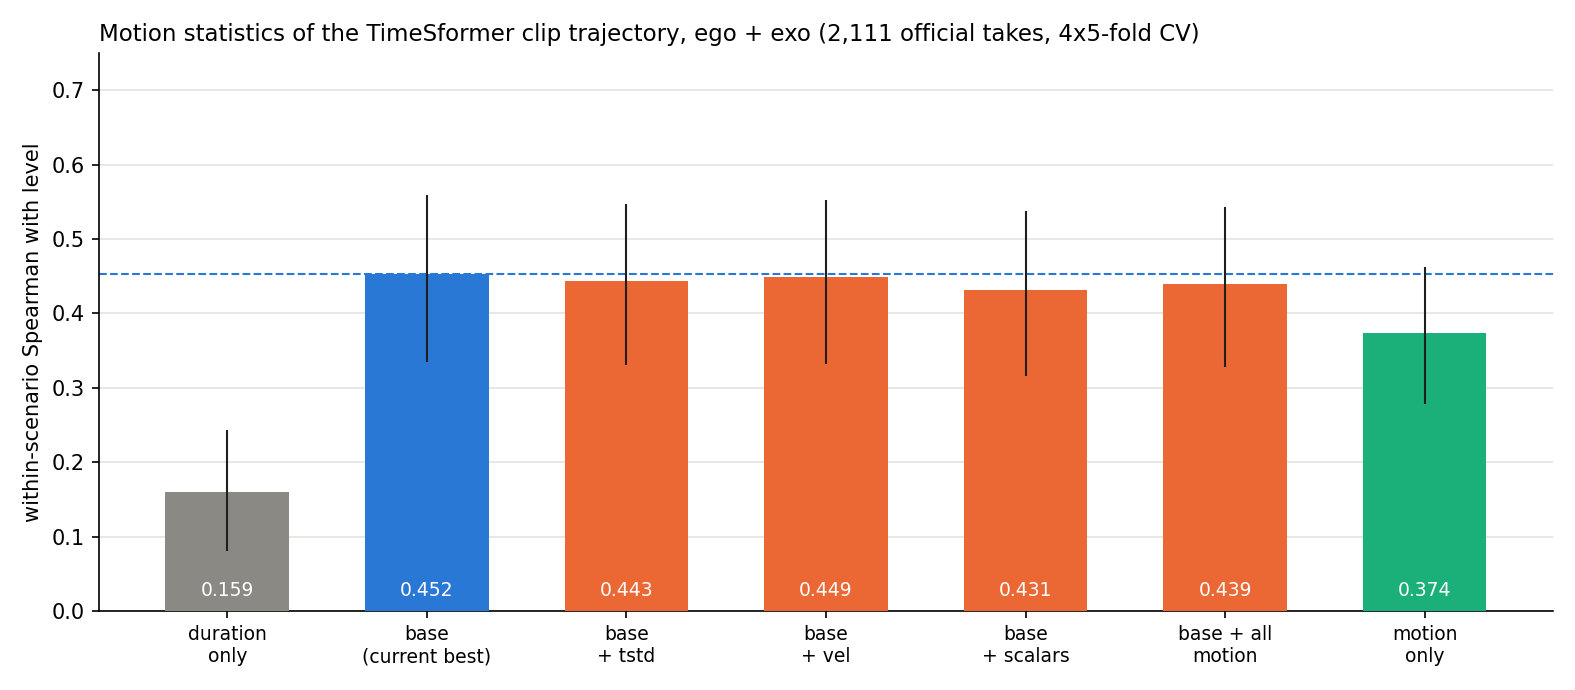 Motion statistics of the TimeSformer clip trajectory, ego + exo (2,111 official takes, 4x5-fold CV)
within-scenario Spearman with level
0.7
0.6
0.5
0.4
0.3
0.2
0.1
0.0
0.159
0.452
0.443
0.449
0.431
0.439
0.374
duration
only
base
(current best)
base
+ tstd
base
+ vel
base
+ scalars
base + all
motion
motion
only